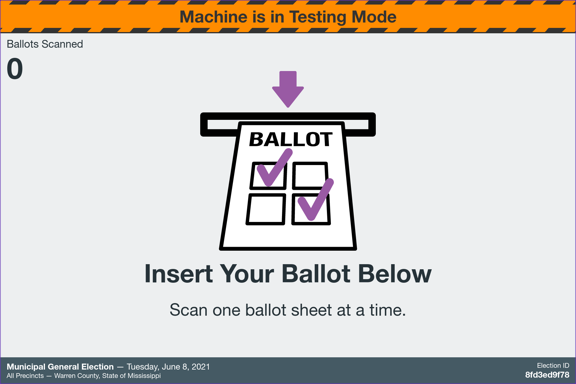 Machine is in Testing Mode
Ballots Scanned
0
BALLOT
Insert Your Ballot Below
Scan one ballot sheet at a time.
Municipal General Election — Tuesday, June 8, 2021
All Precincts — Warren County, State of Mississippi
Election ID
8fd3ed9f78